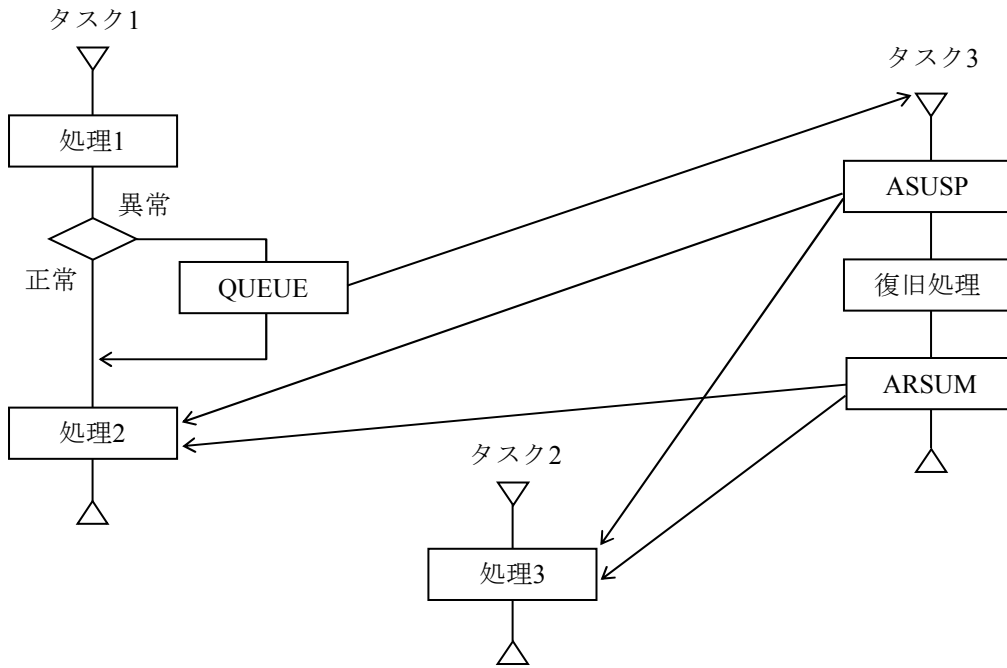 タスク1
処理1
異常
正常
QUEUE
処理2
タスク2
処理3
タスク3
ASUSP
復旧処理
ARSUM